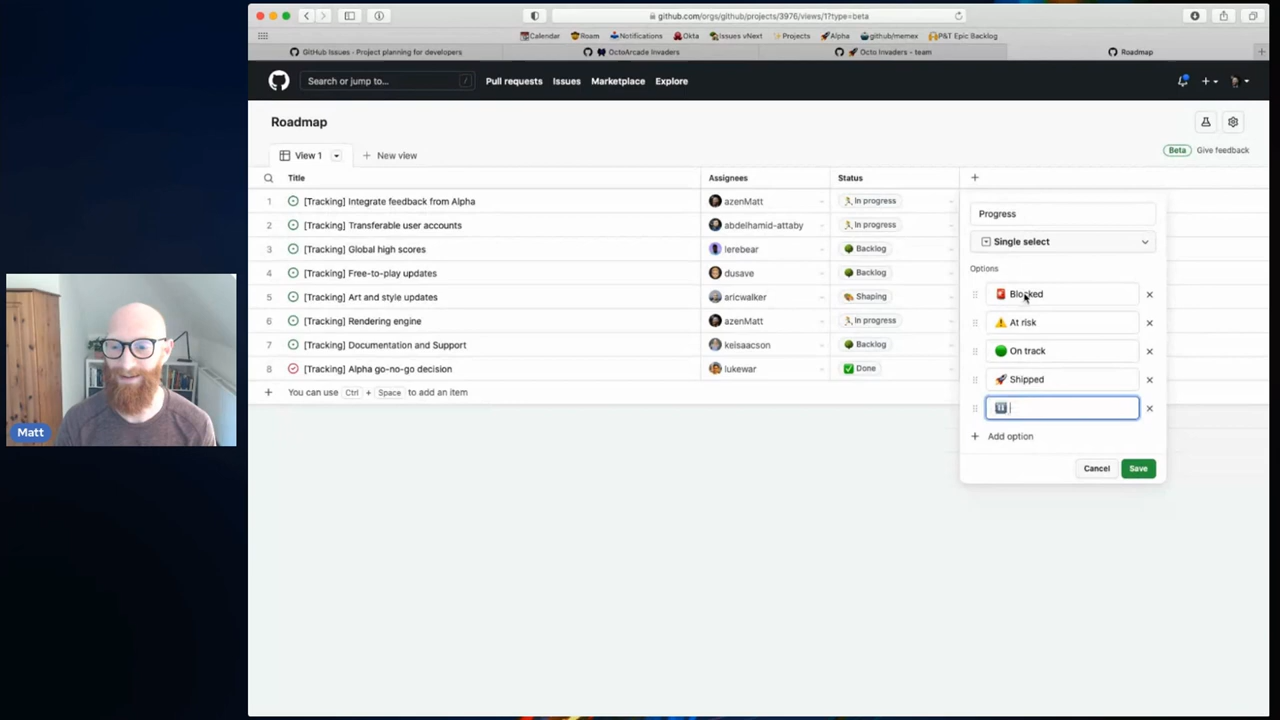 github.com/orgs/github/projects/3976/views/1?type=beta
Calendar Roam Notifications Okta Issues vNext Projects Alpha github/memex P&T Epic Backlog
GitHub Issues - Project planning for developers OctoArcade Invaders Octo Invaders - team Roadmap
Search or jump to... / Pull requests Issues Marketplace Explore
Roadmap
View 1 + New view Beta Give feedback
Title Assignees Status +
1 [Tracking] Integrate feedback from Alpha azenMatt In progress
2 [Tracking] Transferable user accounts abdelhamid-attaby In progress
3 [Tracking] Global high scores lerebear Backlog
4 [Tracking] Free-to-play updates dusave Backlog
5 [Tracking] Art and style updates aricwalker Shaping
6 [Tracking] Rendering engine azenMatt In progress
7 [Tracking] Documentation and Support keisaacson Backlog
8 [Tracking] Alpha go-no-go decision lukewar Done
+ You can use Ctrl + Space to add an item
Progress
Single select
Options
Blocked
At risk
On track
Shipped
+ Add option
Cancel Save
Matt